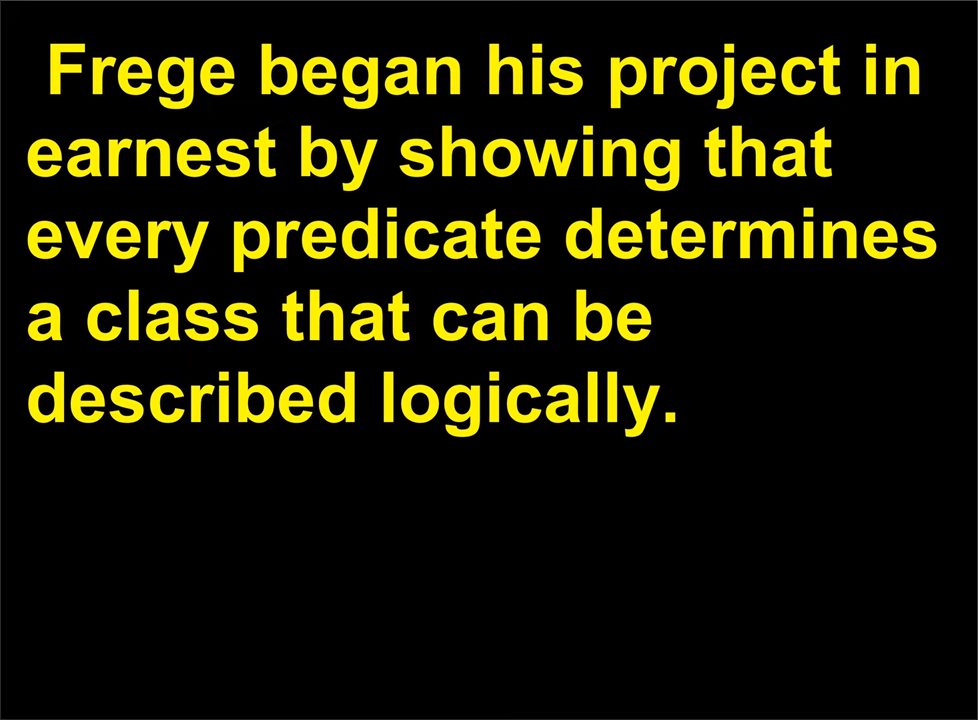 Frege began his project in
earnest by showing that
every predicate determines
a class that can be
described logically.